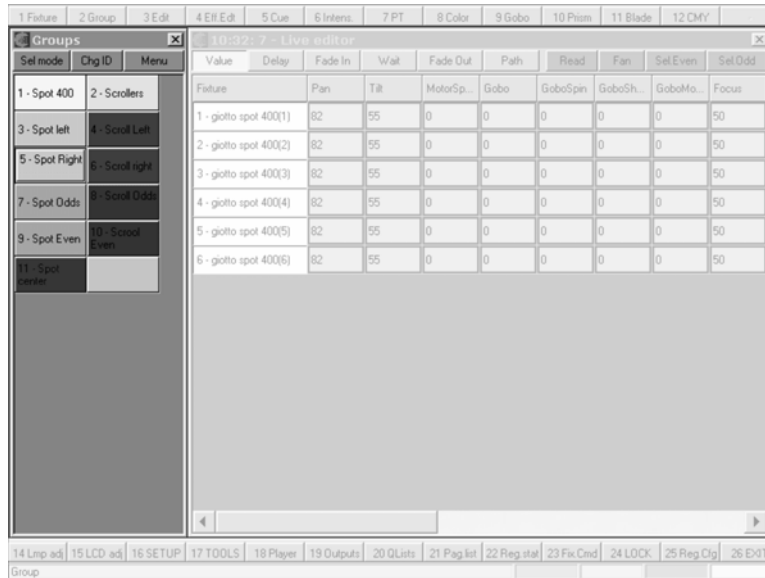 1 Fixture 2 Group 3 Edit 4 Eff.Edt 5 Cue 6 Intens. 7 PT 8 Color 9 Gobo 10 Prism 11 Blade 12 CMY
Groups
Sel mode Chg ID Menu
1 - Spot 400 2 - Scrollers
3 - Spot left 4 - Scroll Left
5 - Spot Right 6 - Scroll right
7 - Spot Odds 8 - Scroll Odds
9 - Spot Even 10 - Scrool Even
11 - Spot center
10:32: 7 - Live editor
Value Delay Fade In Wait Fade Out Path Read Fan Sel.Even Sel.Odd
Fixture Pan Tilt MotorSp... Gobo GoboSpin GoboSh... GoboMo... Focus
1 - giotto spot 400(1) 82 55 0 0 0 0 0 50
2 - giotto spot 400(2) 82 55 0 0 0 0 0 50
3 - giotto spot 400(3) 82 55 0 0 0 0 0 50
4 - giotto spot 400(4) 82 55 0 0 0 0 0 50
5 - giotto spot 400(5) 82 55 0 0 0 0 0 50
6 - giotto spot 400(6) 82 55 0 0 0 0 0 50
14 Lmp adj 15 LCD adj 16 SETUP 17 TOOLS 18 Player 19 Outputs 20 QLists 21 Pag.list 22 Reg.stat 23 Fix.Cmd 24 LOCK 25 Reg.Cfg 26 EXIT
Group